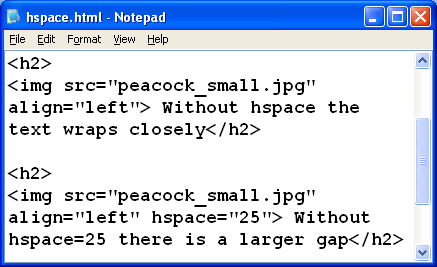 hspace.html - Notepad
File Edit Format View Help
<h2>
<img src="peacock_small.jpg"
align="left"> Without hspace the
text wraps closely</h2>

<h2>
<img src="peacock_small.jpg"
align="left" hspace="25"> Without
hspace=25 there is a larger gap</h2>